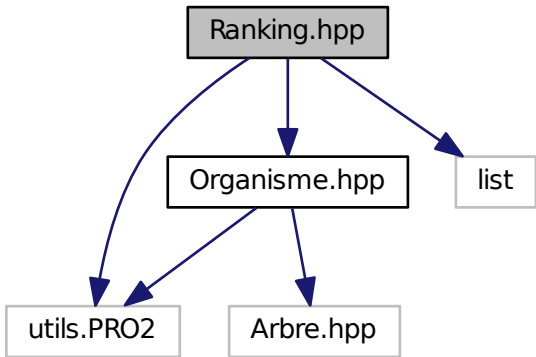 Ranking.hpp
Organisme.hpp
list
utils.PRO2
Arbre.hpp